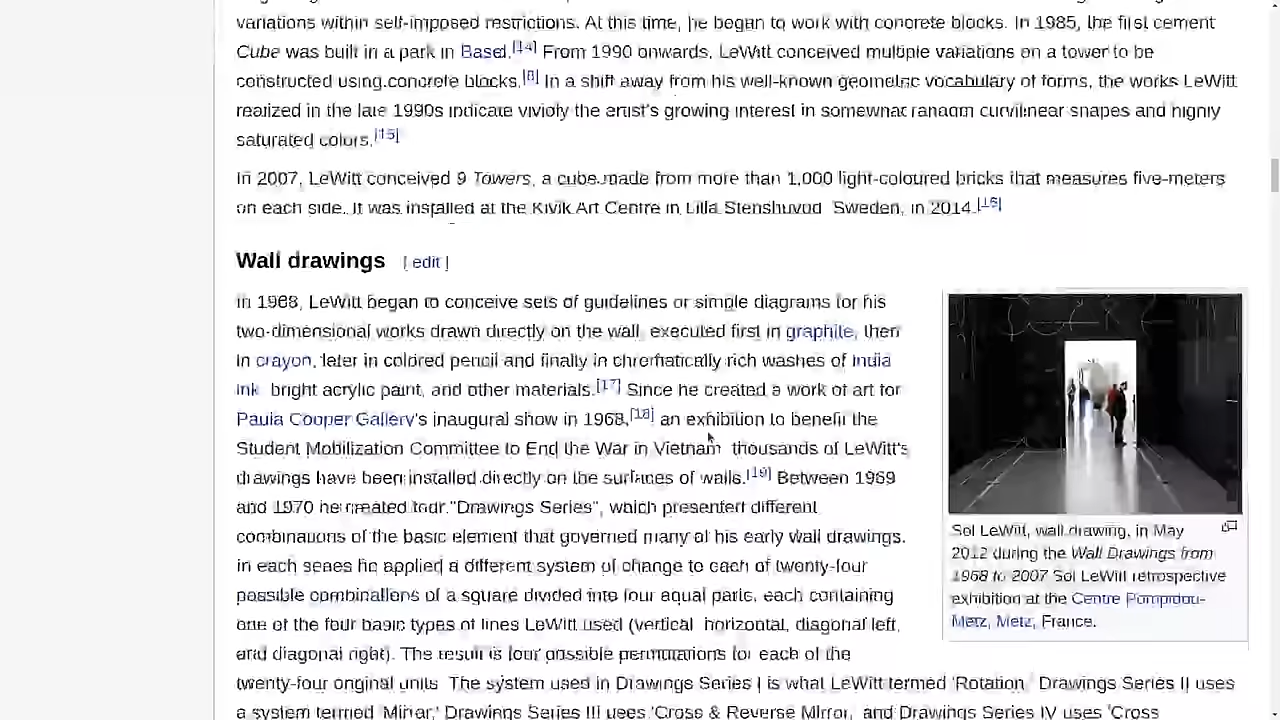 variations within self-imposed restrictions. At this time, he began to work with concrete blocks. In 1985, the first cement
Cube was built in a park in Basel.[14] From 1990 onwards, LeWitt conceived multiple variations on a tower to be
constructed using concrete blocks.[8] In a shift away from his well-known geometric vocabulary of forms, the works LeWitt
realized in the late 1990s indicate vividly the artist's growing interest in somewhat random curvilinear shapes and highly
saturated colors.[15]
In 2007, LeWitt conceived 9 Towers, a cube made from more than 1,000 light-coloured bricks that measures five-meters
on each side. It was installed at the Kivik Art Centre in Lilla Stenshuvud, Sweden, in 2014.[16]
Wall drawings [ edit ]
In 1968, LeWitt began to conceive sets of guidelines or simple diagrams for his
two-dimensional works drawn directly on the wall, executed first in graphite, then
in crayon, later in colored pencil and finally in chromatically rich washes of India
ink, bright acrylic paint, and other materials.[17] Since he created a work of art for
Paula Cooper Gallery's inaugural show in 1968,[18] an exhibition to benefit the
Student Mobilization Committee to End the War in Vietnam, thousands of LeWitt's
drawings have been installed directly on the surfaces of walls.[19] Between 1969
and 1970 he created four "Drawings Series", which presented different
combinations of the basic element that governed many of his early wall drawings.
In each series he applied a different system of change to each of twenty-four
possible combinations of a square divided into four equal parts, each containing
one of the four basic types of lines LeWitt used (vertical, horizontal, diagonal left,
and diagonal right). The result is four possible permutations for each of the
twenty-four original units. The system used in Drawings Series I is what LeWitt termed 'Rotation,' Drawings Series II uses
a system termed 'Mirror,' Drawings Series III uses 'Cross & Reverse Mirror,' and Drawings Series IV uses 'Cross
Sol LeWitt, wall drawing, in May
2012 during the Wall Drawings from
1968 to 2007 Sol LeWitt retrospective
exhibition at the Centre Pompidou-
Metz, Metz, France.